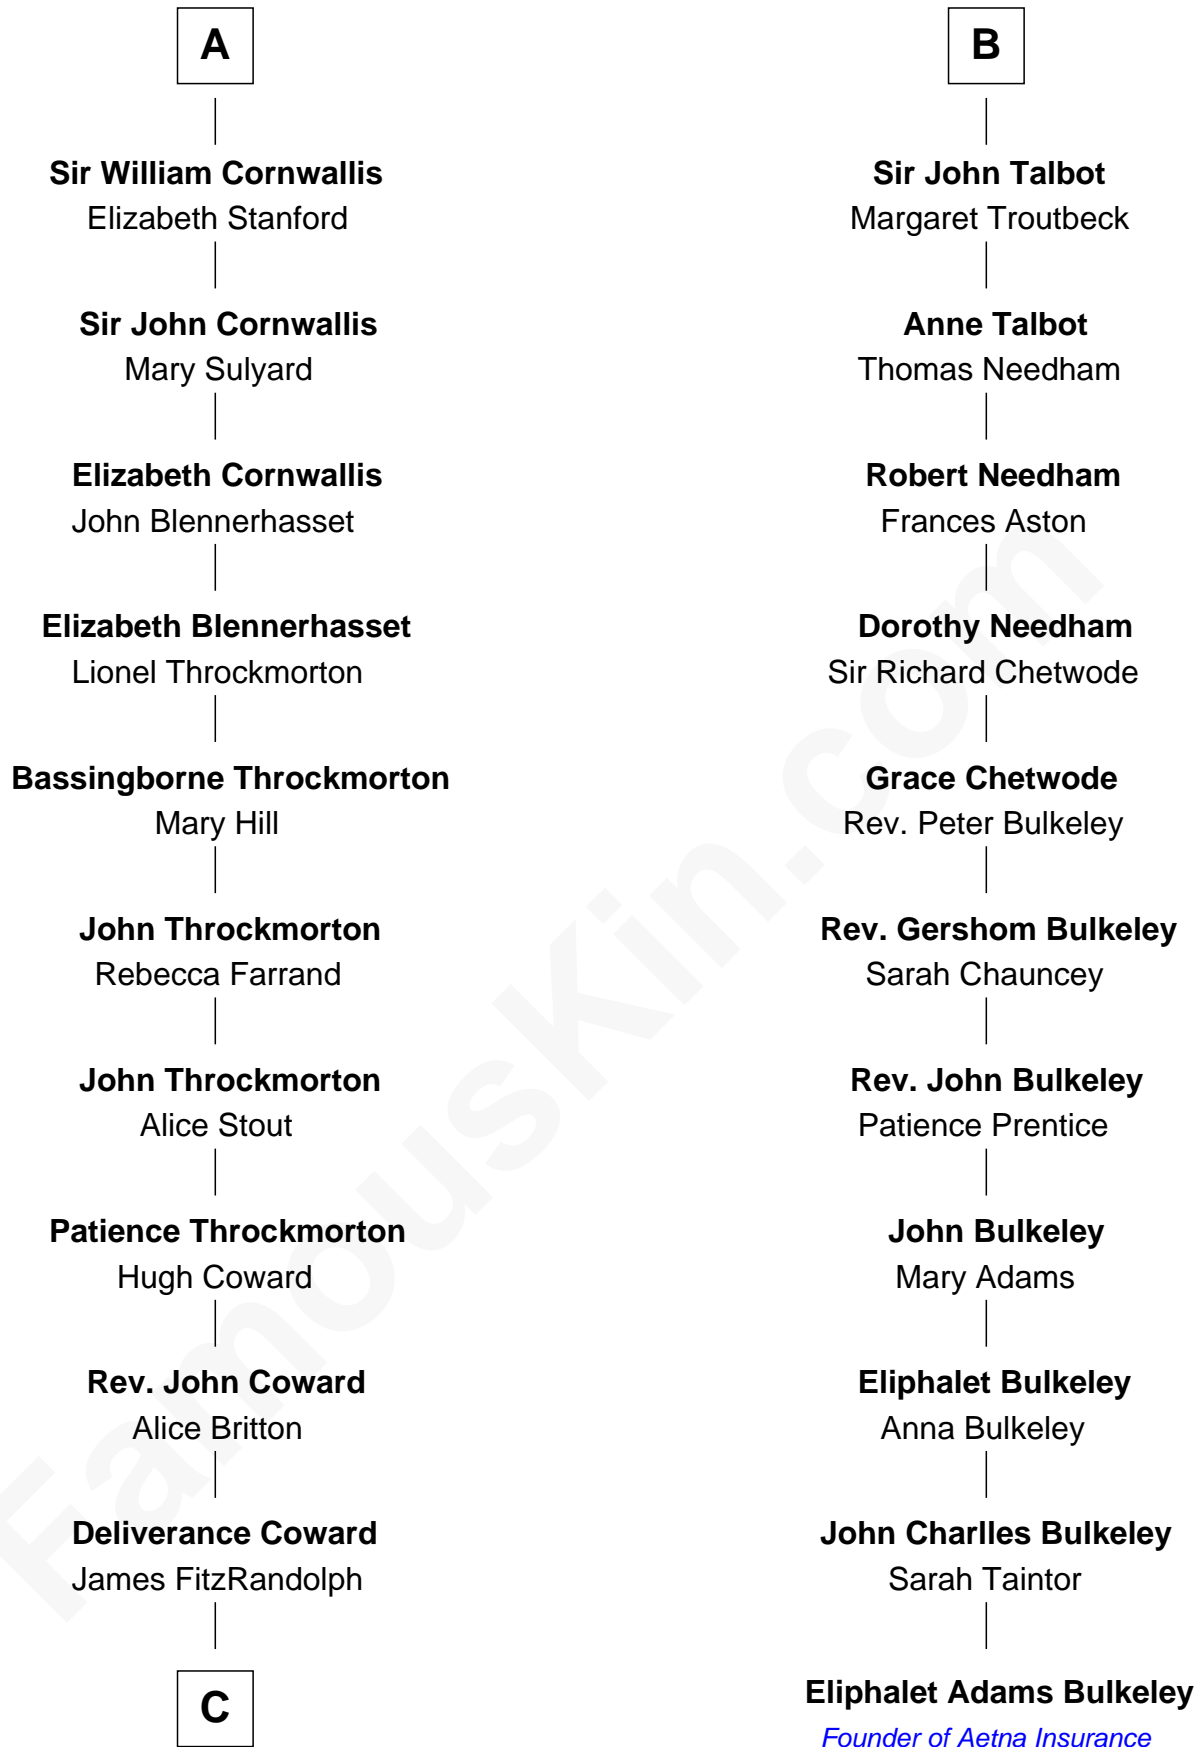 A
Sir William Cornwallis
Elizabeth Stanford
Sir John Cornwallis
Mary Sulyard
Elizabeth Cornwallis
John Blennerhasset
Elizabeth Blennerhasset
Lionel Throckmorton
Bassingborne Throckmorton
Mary Hill
John Throckmorton
Rebecca Farrand
John Throckmorton
Alice Stout
Patience Throckmorton
Hugh Coward
Rev. John Coward
Alice Britton
Deliverance Coward
James FitzRandolph
C
B
Sir John Talbot
Margaret Troutbeck
Anne Talbot
Thomas Needham
Robert Needham
Frances Aston
Dorothy Needham
Sir Richard Chetwode
Grace Chetwode
Rev. Peter Bulkeley
Rev. Gershom Bulkeley
Sarah Chauncey
Rev. John Bulkeley
Patience Prentice
John Bulkeley
Mary Adams
Eliphalet Bulkeley
Anna Bulkeley
John Charlles Bulkeley
Sarah Taintor
Eliphalet Adams Bulkeley
Founder of Aetna Insurance
FamousKin.com